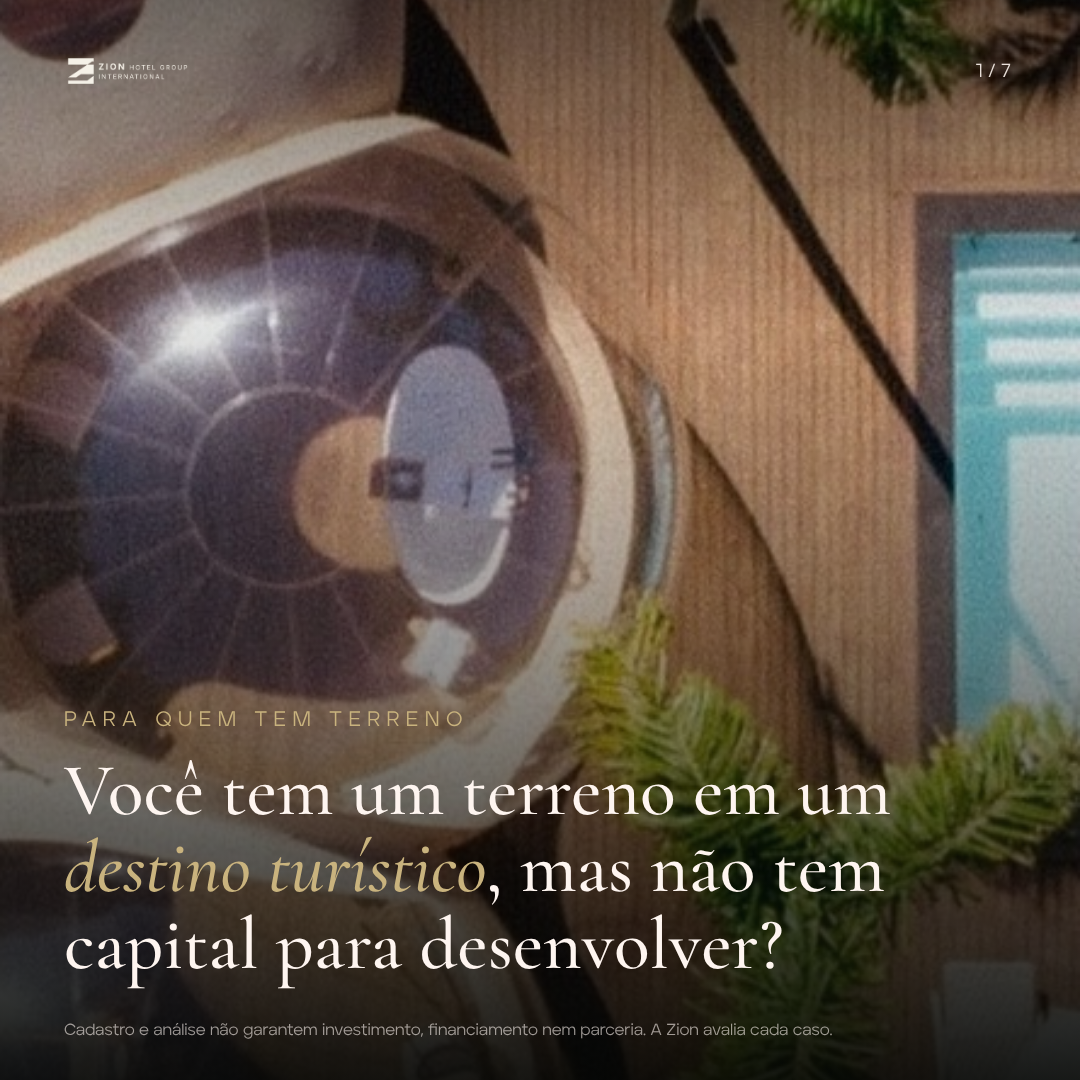 ZION HOTEL GROUP
INTERNATIONAL
1/7
PARA QUEM TEM TERRENO
Você tem um terreno em um
destino turístico, mas não tem
capital para desenvolver?
Cadastro e análise não garantem investimento, financiamento nem parceria. A Zion avalia cada caso.